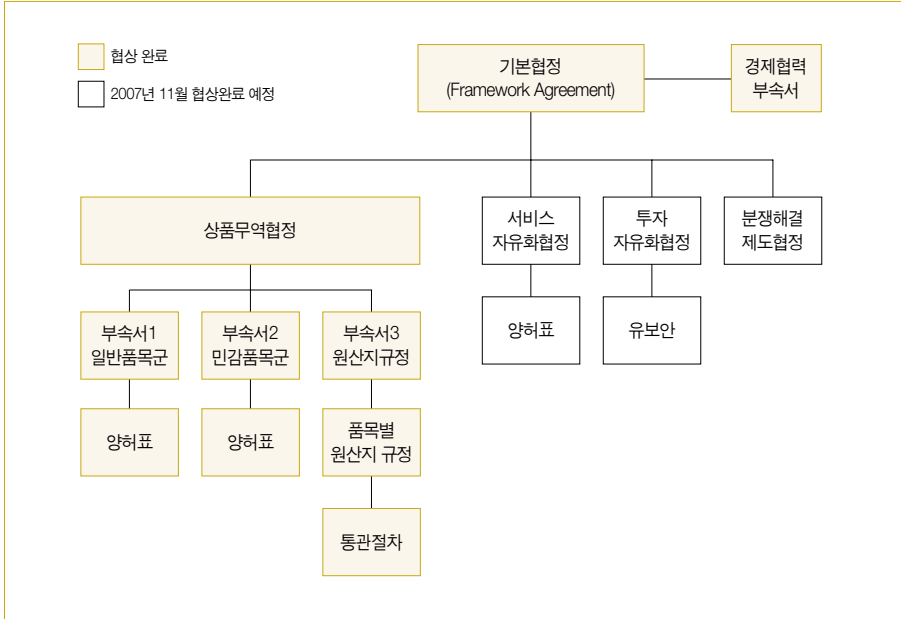 협상 완료
2007년 11월 협상완료 예정
기본협정
(Framework Agreement)
경제협력
부속서
상품무역협정
서비스
자유화협정
투자
자유화협정
분쟁해결
제도협정
부속서1
일반품목군
부속서2
민감품목군
부속서3
원산지규정
양허표
유보안
양허표
양허표
품목별
원산지 규정
통관절차